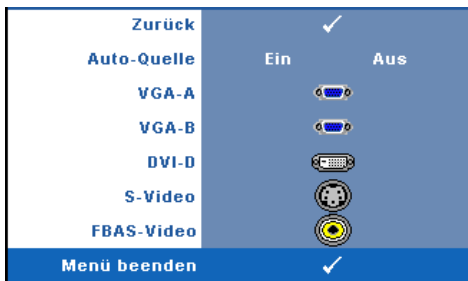 Zurück
Auto-Quelle Ein Aus
VGA-A
VGA-B
DVI-D
S-Video
FBAS-Video
Menü beenden